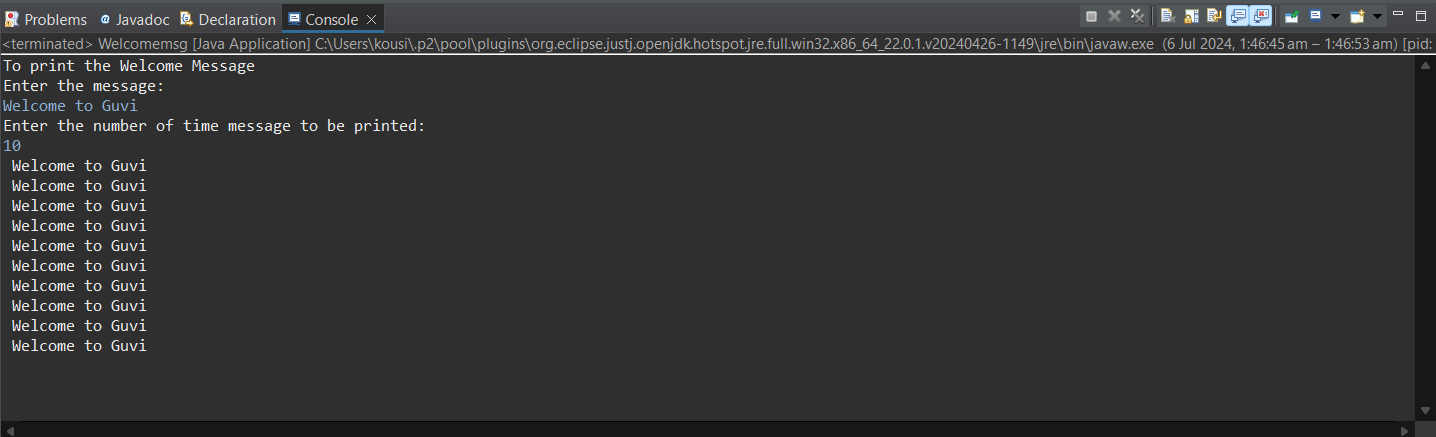 Problems Javadoc Declaration Console
<terminated> Welcomemsg [Java Application] C:\Users\kousi\.p2\pool\plugins\org.eclipse.justj.openjdk.hotspot.jre.full.win32.x86_64_22.0.1.v20240426-1149\jre\bin\javaw.exe (6 Jul 2024, 1:46:45 am – 1:46:53 am) [pid:
To print the Welcome Message
Enter the message:
Welcome to Guvi
Enter the number of time message to be printed:
10
Welcome to Guvi
Welcome to Guvi
Welcome to Guvi
Welcome to Guvi
Welcome to Guvi
Welcome to Guvi
Welcome to Guvi
Welcome to Guvi
Welcome to Guvi
Welcome to Guvi